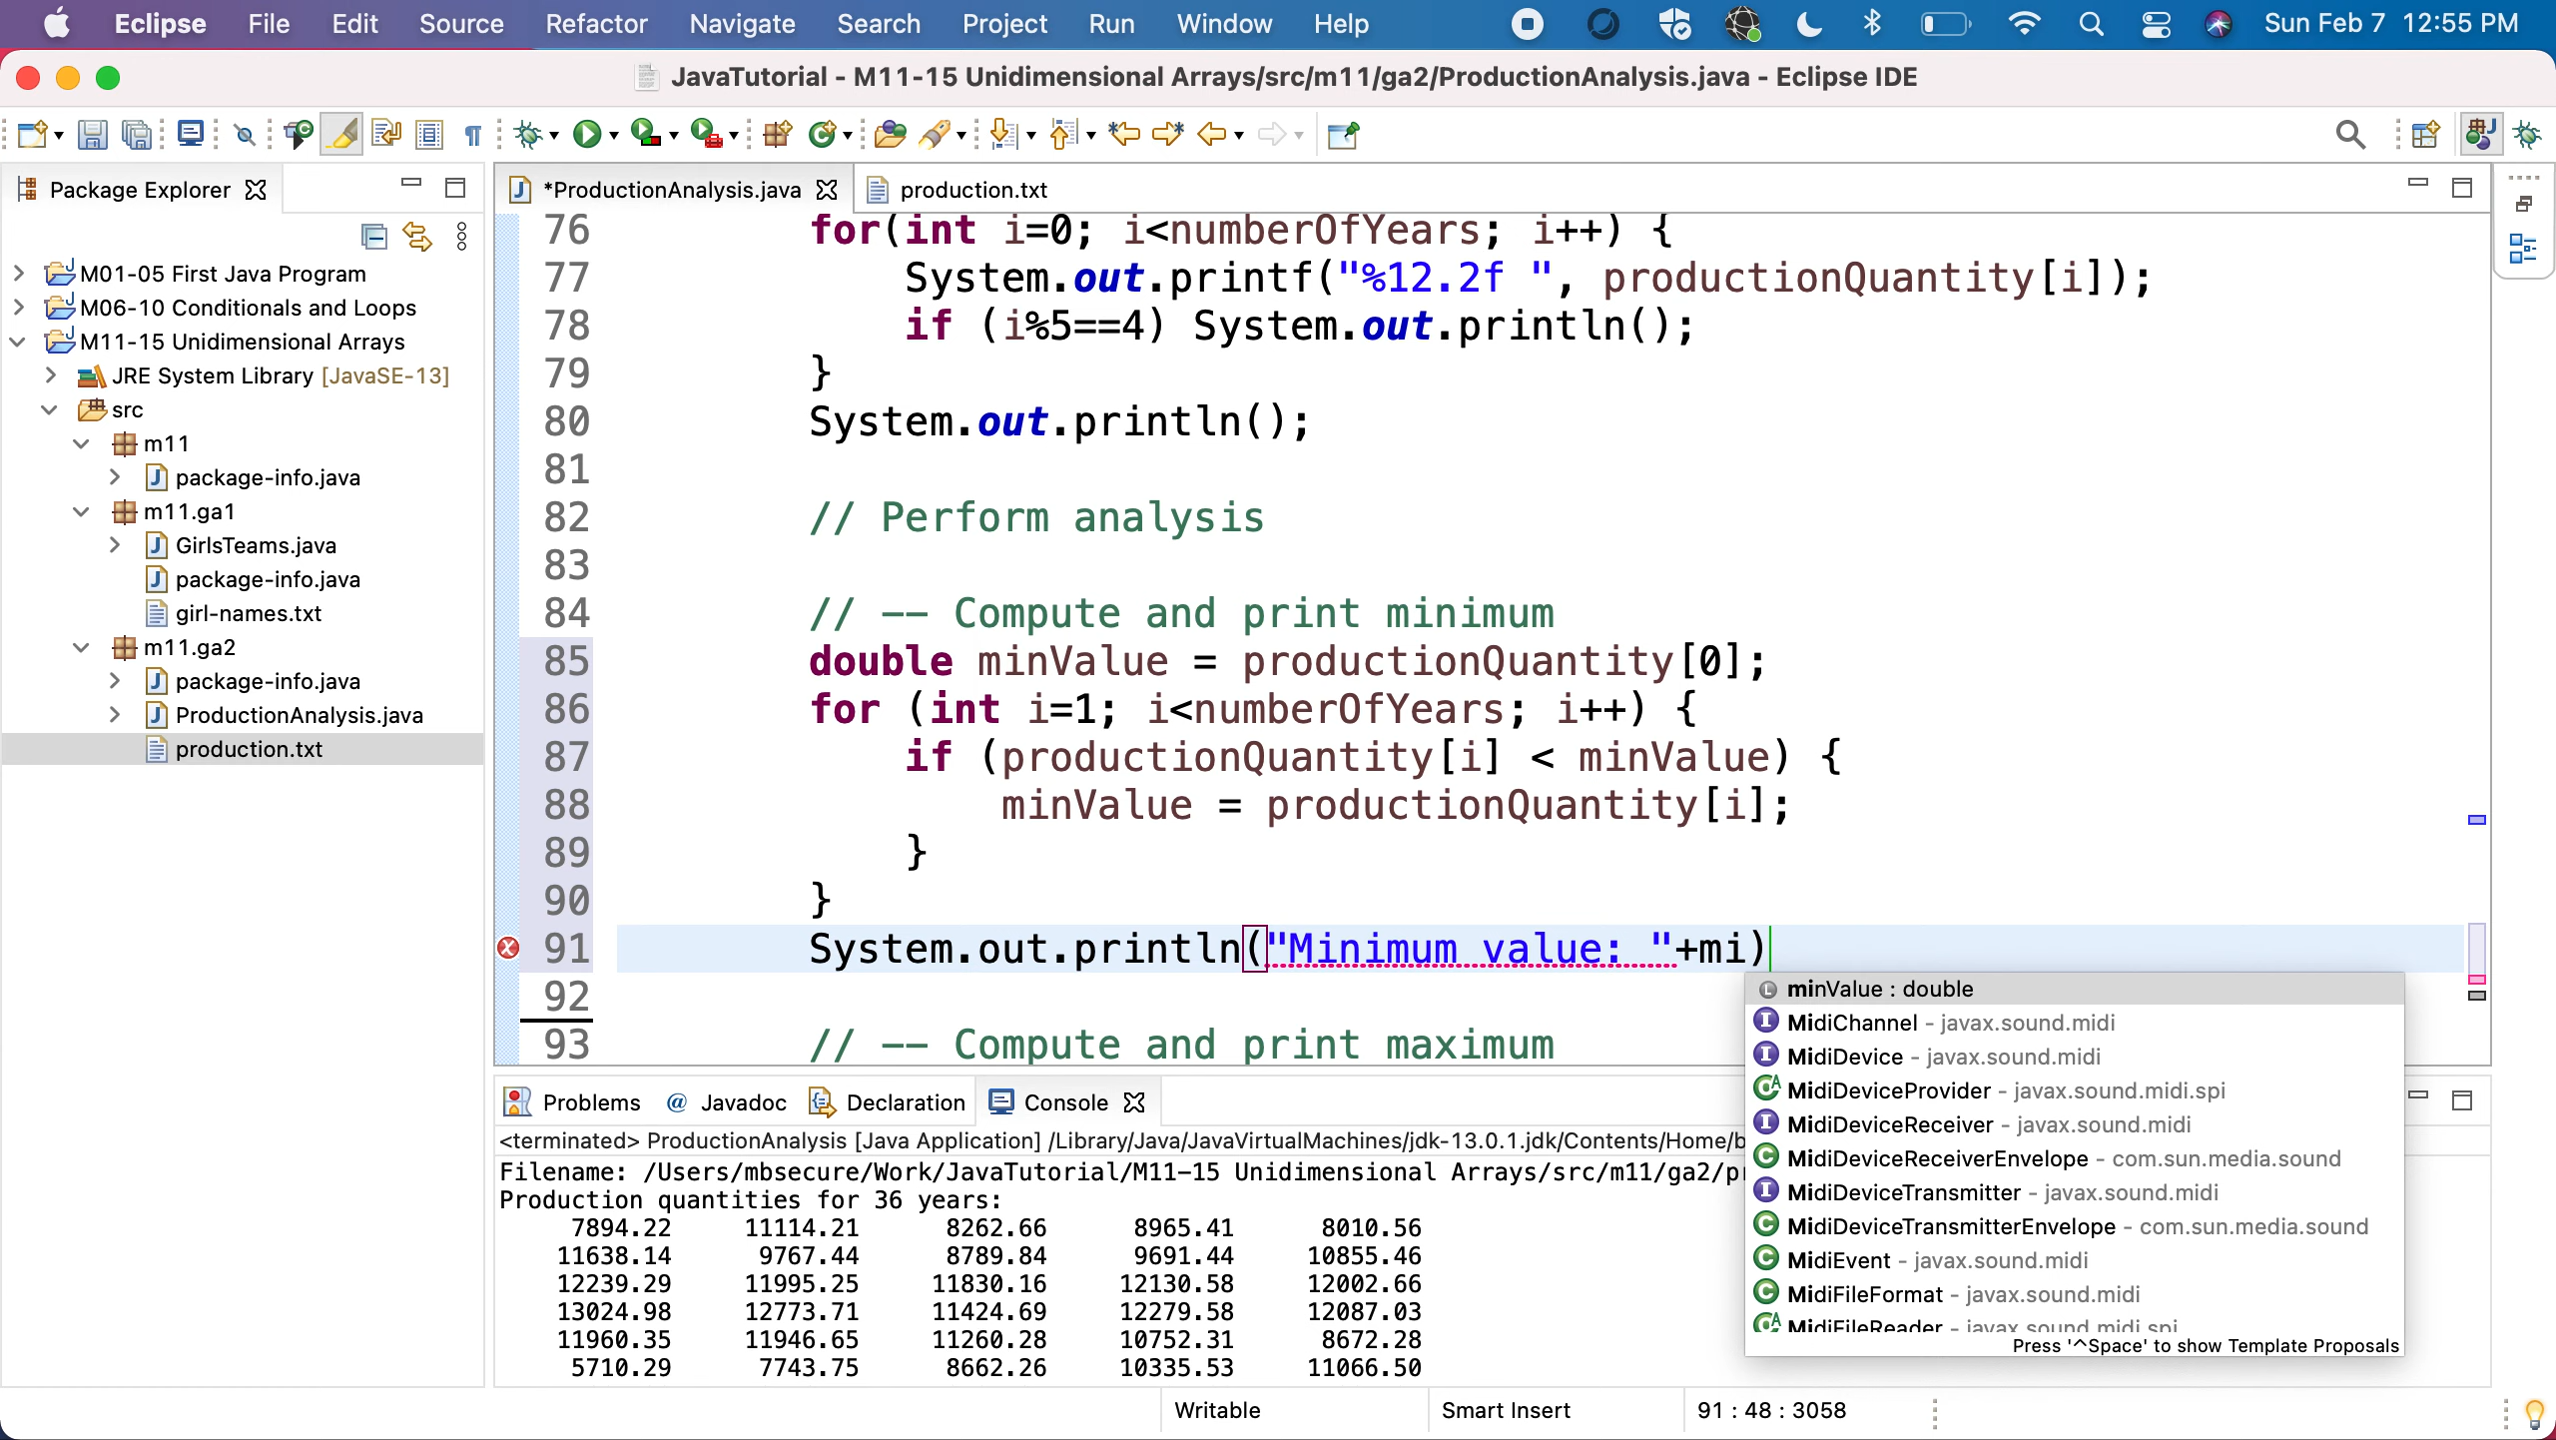 Eclipse File Edit Source Refactor Navigate Search Project Run Window Help Sun Feb 7 12:55 PM
JavaTutorial - M11-15 Unidimensional Arrays/src/m11/ga2/ProductionAnalysis.java - Eclipse IDE
Package Explorer
M01-05 First Java Program
M06-10 Conditionals and Loops
M11-15 Unidimensional Arrays
JRE System Library [JavaSE-13]
src
m11
package-info.java
m11.ga1
GirlsTeams.java
package-info.java
girl-names.txt
m11.ga2
package-info.java
ProductionAnalysis.java
production.txt
*ProductionAnalysis.java production.txt
76 for(int i=0; i<numberOfYears; i++) {
77 System.out.printf("%12.2f ", productionQuantity[i]);
78 if (i%5==4) System.out.println();
79 }
80 System.out.println();
81
82 // Perform analysis
83
84 // -- Compute and print minimum
85 double minValue = productionQuantity[0];
86 for (int i=1; i<numberOfYears; i++) {
87 if (productionQuantity[i] < minValue) {
88 minValue = productionQuantity[i];
89 }
90 }
91 System.out.println("Minimum value: "+mi)
92
93 // -- Compute and print maximum
minValue : double
MidiChannel - javax.sound.midi
MidiDevice - javax.sound.midi
MidiDeviceProvider - javax.sound.midi.spi
MidiDeviceReceiver - javax.sound.midi
MidiDeviceReceiverEnvelope - com.sun.media.sound
MidiDeviceTransmitter - javax.sound.midi
MidiDeviceTransmitterEnvelope - com.sun.media.sound
MidiEvent - javax.sound.midi
MidiFileFormat - javax.sound.midi
MidiFileReader - javax.sound.midi.spi
Press '^Space' to show Template Proposals
Problems @ Javadoc Declaration Console
<terminated> ProductionAnalysis [Java Application] /Library/Java/JavaVirtualMachines/jdk-13.0.1.jdk/Contents/Home/b
Filename: /Users/mbsecure/Work/JavaTutorial/M11-15 Unidimensional Arrays/src/m11/ga2/pr
Production quantities for 36 years:
7894.22 11114.21 8262.66 8965.41 8010.56
11638.14 9767.44 8789.84 9691.44 10855.46
12239.29 11995.25 11830.16 12130.58 12002.66
13024.98 12773.71 11424.69 12279.58 12087.03
11960.35 11946.65 11260.28 10752.31 8672.28
5710.29 7743.75 8662.26 10335.53 11066.50
Writable Smart Insert 91 : 48 : 3058